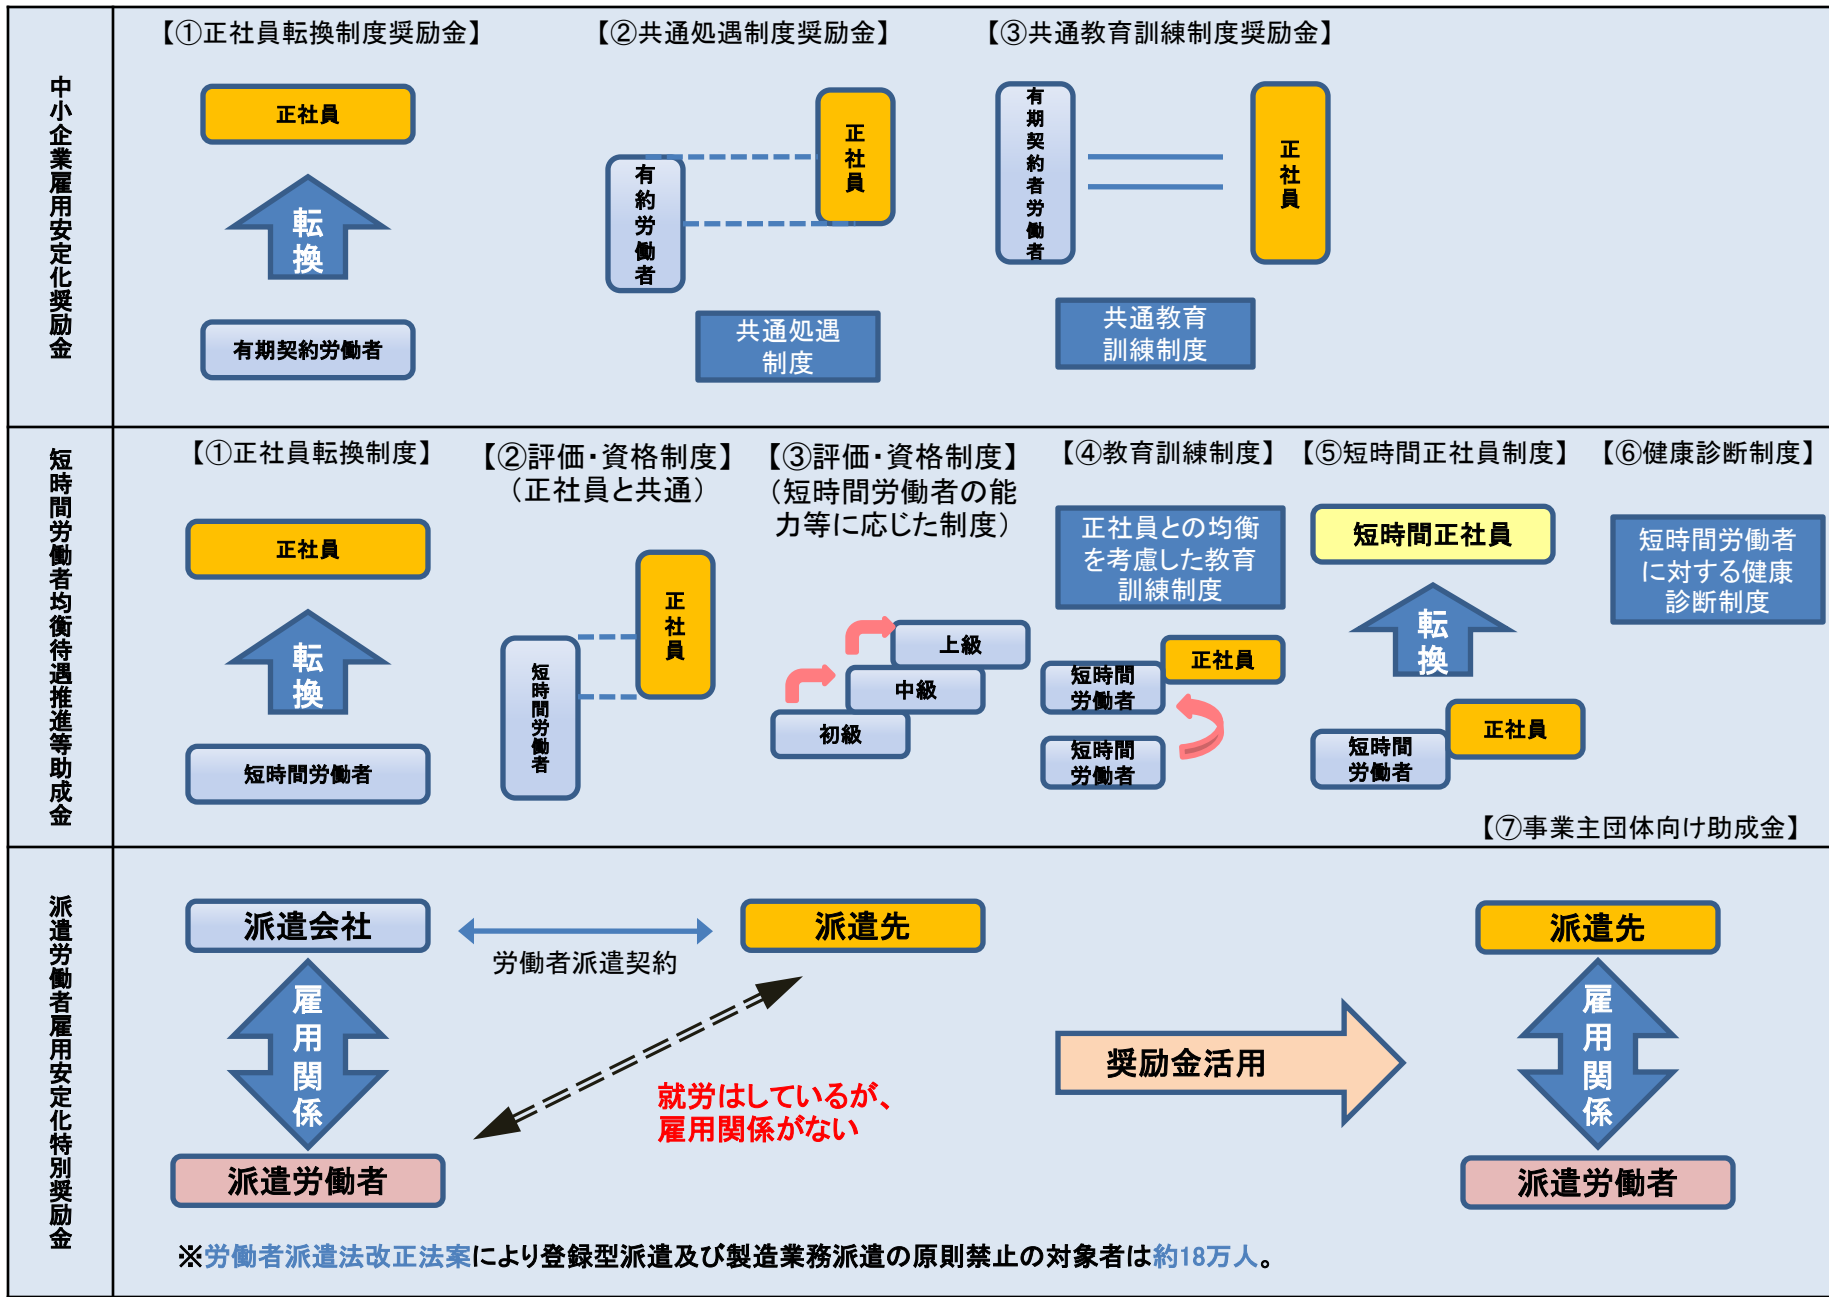 中小企業雇用安定化奨励金
【①正社員転換制度奨励金】
正社員
転換
有期契約労働者
【②共通処遇制度奨励金】
正社員
有約労働者
共通処遇
制度
【③共通教育訓練制度奨励金】
有期契約者労働者
正社員
共通教育
訓練制度
短時間労働者均衡待遇推進等助成金
【①正社員転換制度】
正社員
転換
短時間労働者
【②評価・資格制度】
（正社員と共通）
正社員
短時間労働者
【③評価・資格制度】
（短時間労働者の能
力等に応じた制度）
上級
中級
初級
【④教育訓練制度】
正社員との均衡
を考慮した教育
訓練制度
正社員
短時間
労働者
短時間
労働者
【⑤短時間正社員制度】
短時間正社員
転換
正社員
短時間
労働者
【⑥健康診断制度】
短時間労働者
に対する健康
診断制度
【⑦事業主団体向け助成金】
派遣労働者雇用安定化特別奨励金
派遣会社
労働者派遣契約
派遣先
雇用関係
就労はしているが、
雇用関係がない
派遣労働者
奨励金活用
派遣先
雇用関係
派遣労働者
※労働者派遣法改正法案により登録型派遣及び製造業務派遣の原則禁止の対象者は約18万人。